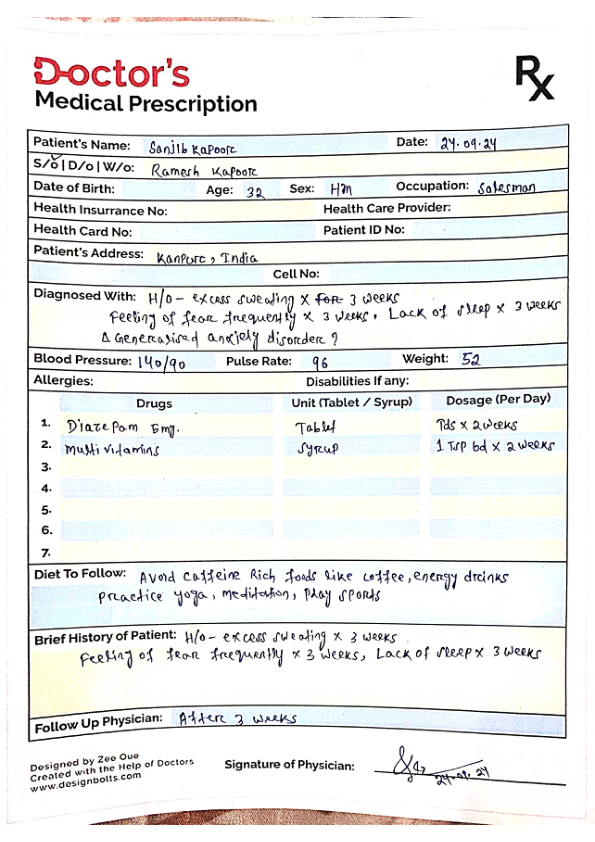 Doctor's
Medical Prescription
Rx
Patient's Name: Sanjib Kapoor Date: 24.09.24
S/o | D/o | W/o: Ramesh Kapoor
Date of Birth: Age: 32 Sex: Occupation: Salesman
Health Insurrance No: Health Care Provider:
Health Card No: Patient ID No:
Patient's Address: Kanpur, India
Cell No:
Diagnosed With: H/o - excess sweating x for 3 weeks
Feeling of fear frequently x 3 weeks, Lack of sleep x 3 weeks
Δ Generalised anxiety disorder ?
Blood Pressure: 140/90 Pulse Rate: 96 Weight: 52
Allergies: Disabilities If any:
Drugs Unit (Tablet / Syrup) Dosage (Per Day)
1. Diazepam Tablet Tds x 2 weeks
2. Multivitamins Syrup 1 Tsp bd x 2 weeks
3.
4.
5.
6.
7.
Diet To Follow: Avoid caffeine Rich foods like coffee, energy drinks
Practice yoga, meditation, Play sports
Brief History of Patient: H/o - excess sweating x 3 weeks
Feeling of fear frequently x 3 weeks, Lack of sleep x 3 weeks
Follow Up Physician: After 3 weeks
Designed by Zee Que
Created with the Help of Doctors
www.designbolts.com
Signature of Physician: 24.09.24